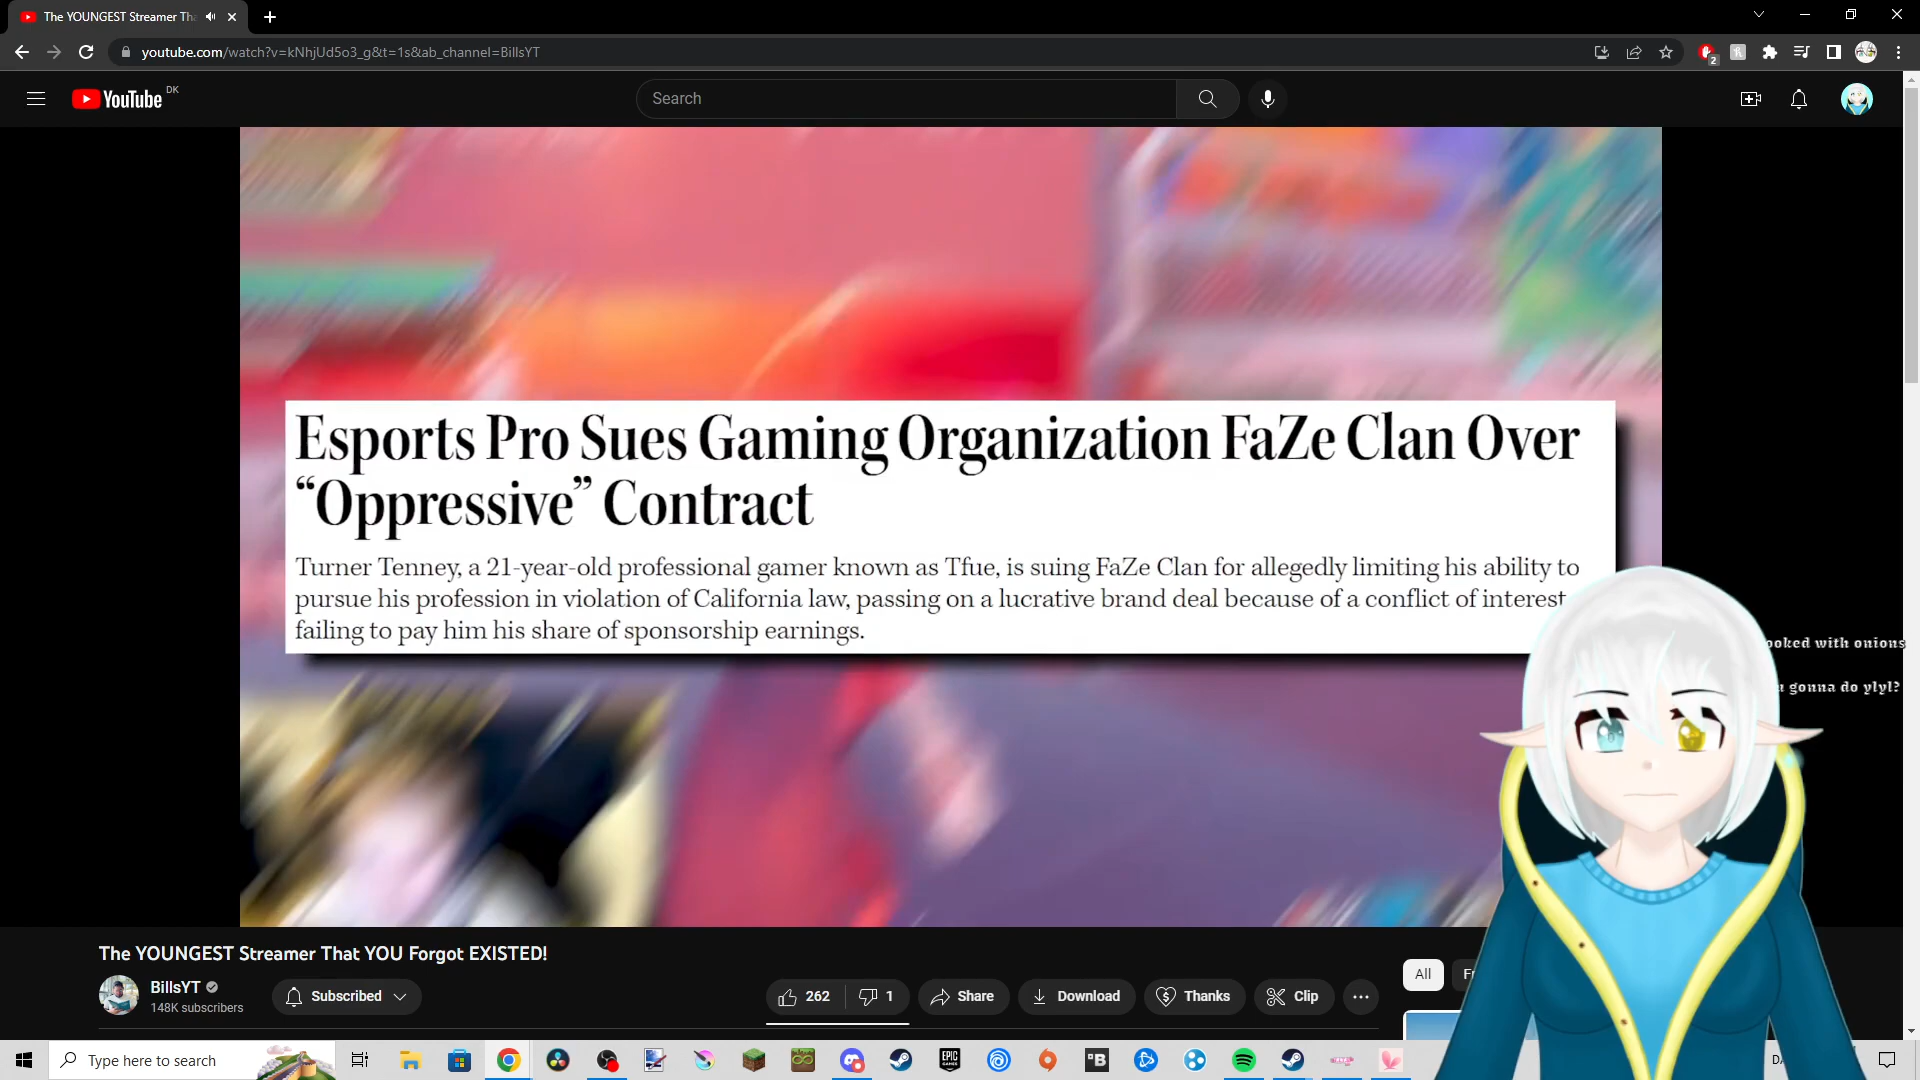 The YOUNGEST Streamer Tha
youtube.com/watch?v=kNhjUd5o3_g&t=1s&ab_channel=BillsYT
2
YouTube DK
Search
Esports Pro Sues Gaming Organization FaZe Clan Over
“Oppressive” Contract
Turner Tenney, a 21-year-old professional gamer known as Tfue, is suing FaZe Clan for allegedly limiting his ability to
pursue his profession in violation of California law, passing on a lucrative brand deal because of a conflict of interest
failing to pay him his share of sponsorship earnings.
ooked with onions
gonna do ylyl?
The YOUNGEST Streamer That YOU Forgot EXISTED!
BillsYT
148K subscribers
Subscribed
262
1
Share
Download
Thanks
Clip
All
Type here to search
EPIC GAMES